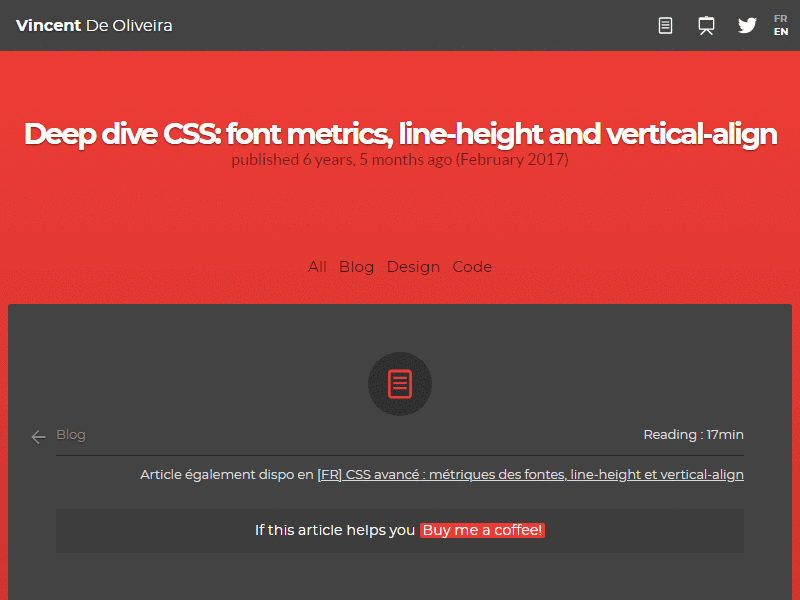 Vincent De Oliveira
FR
EN
Deep dive CSS: font metrics, line-height and vertical-align
published 6 years, 5 months ago (February 2017)
All Blog Design Code
Blog
Reading : 17min
Article également dispo en [FR] CSS avancé : métriques des fontes, line-height et vertical-align
If this article helps you Buy me a coffee!